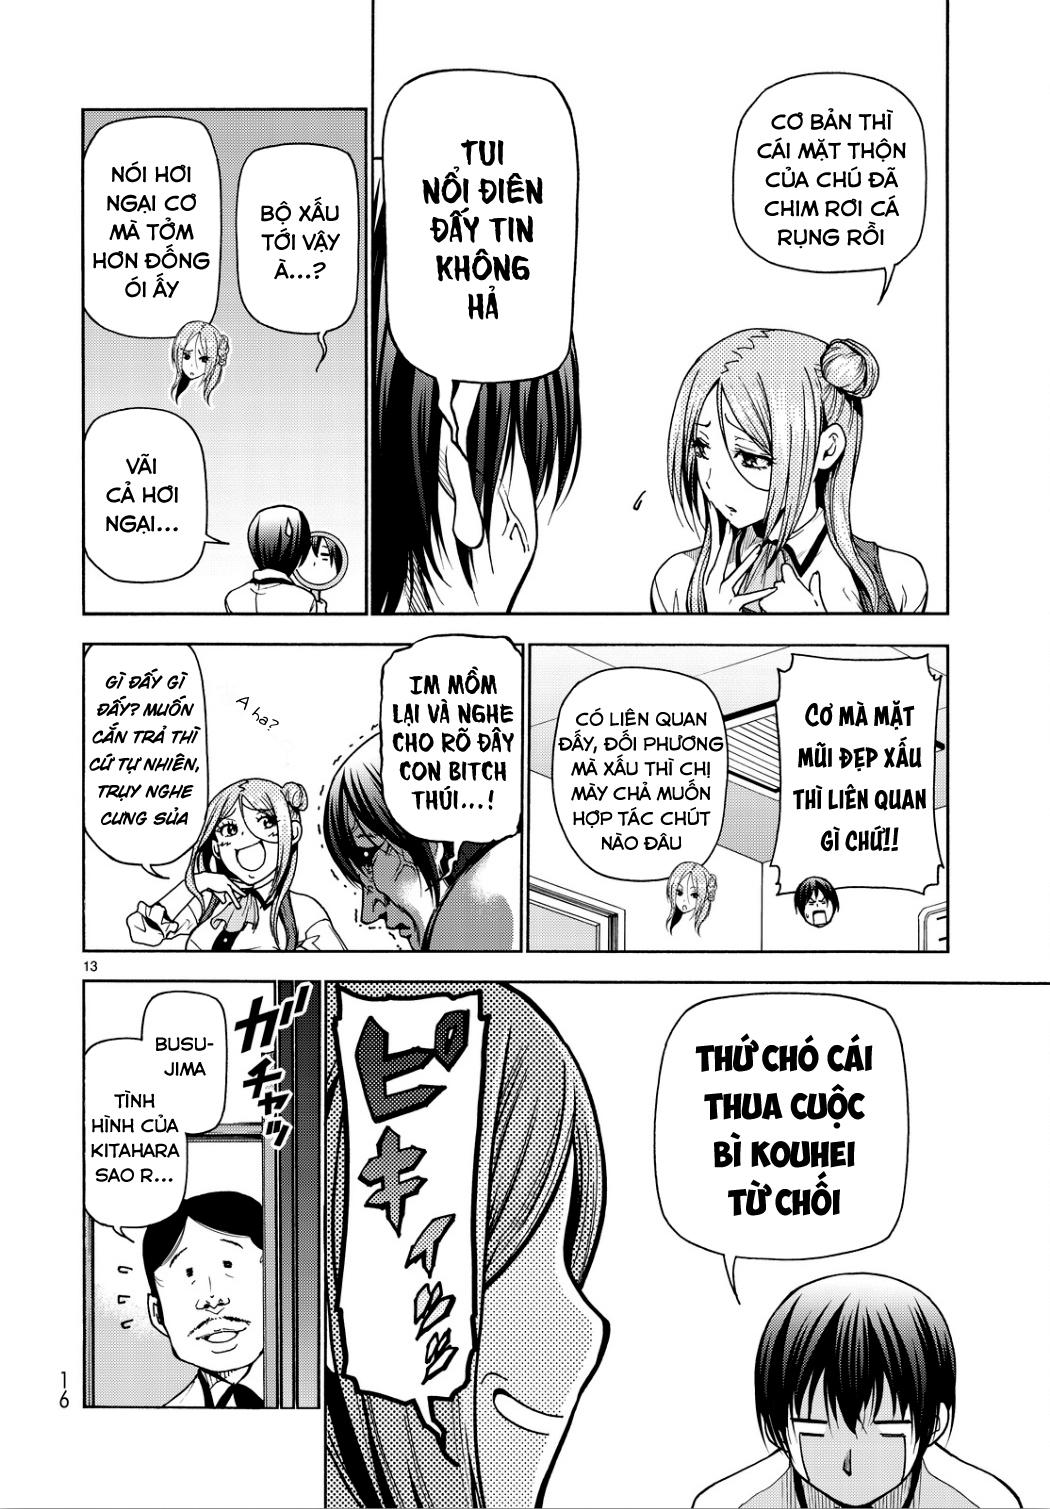 CƠ BẢN THÌ
CÁI MẶT THỘN
CỦA CHÚ ĐÃ
CHIM RƠI CÁ
RỤNG RỒI
TUI
NỔI ĐIÊN
ĐẤY TIN
KHÔNG
HẢ
BỘ XẤU
TỚI VẬY
À...?
NÓI HƠI
NGẠI CƠ
MÀ TỞM
HƠN ĐỐNG
ÓI ẤY
VÃI
CẢ HƠI
NGẠI...
CƠ MÀ MẶT
MŨI ĐẸP XẤU
THÌ LIÊN QUAN
GÌ CHỨ!!
CÓ LIÊN QUAN
ĐẤY, ĐỐI PHƯƠNG
MÀ XẤU THÌ CHỊ
MÀY CHẢ MUỐN
HỢP TÁC CHÚT
NÀO ĐÂU
IM MỒM
LẠI VÀ NGHE
CHO RÕ ĐÂY
CON BITCH
THÚI...!
A ha?
GÌ ĐẤY GÌ
ĐẤY? MUỐN
CẮN TRẢ THÌ
CỨ TỰ NHIÊN,
TRỤY NGHE
CƯNG SỦA
13
THỨ CHÓ CÁI
THUA CUỘC
BÌ KOUHEI
TỪ CHỐI
ピキィ
ガチャッ
BUSU-
JIMA
TÌNH
HÌNH CỦA
KITAHARA
SAO R...
16